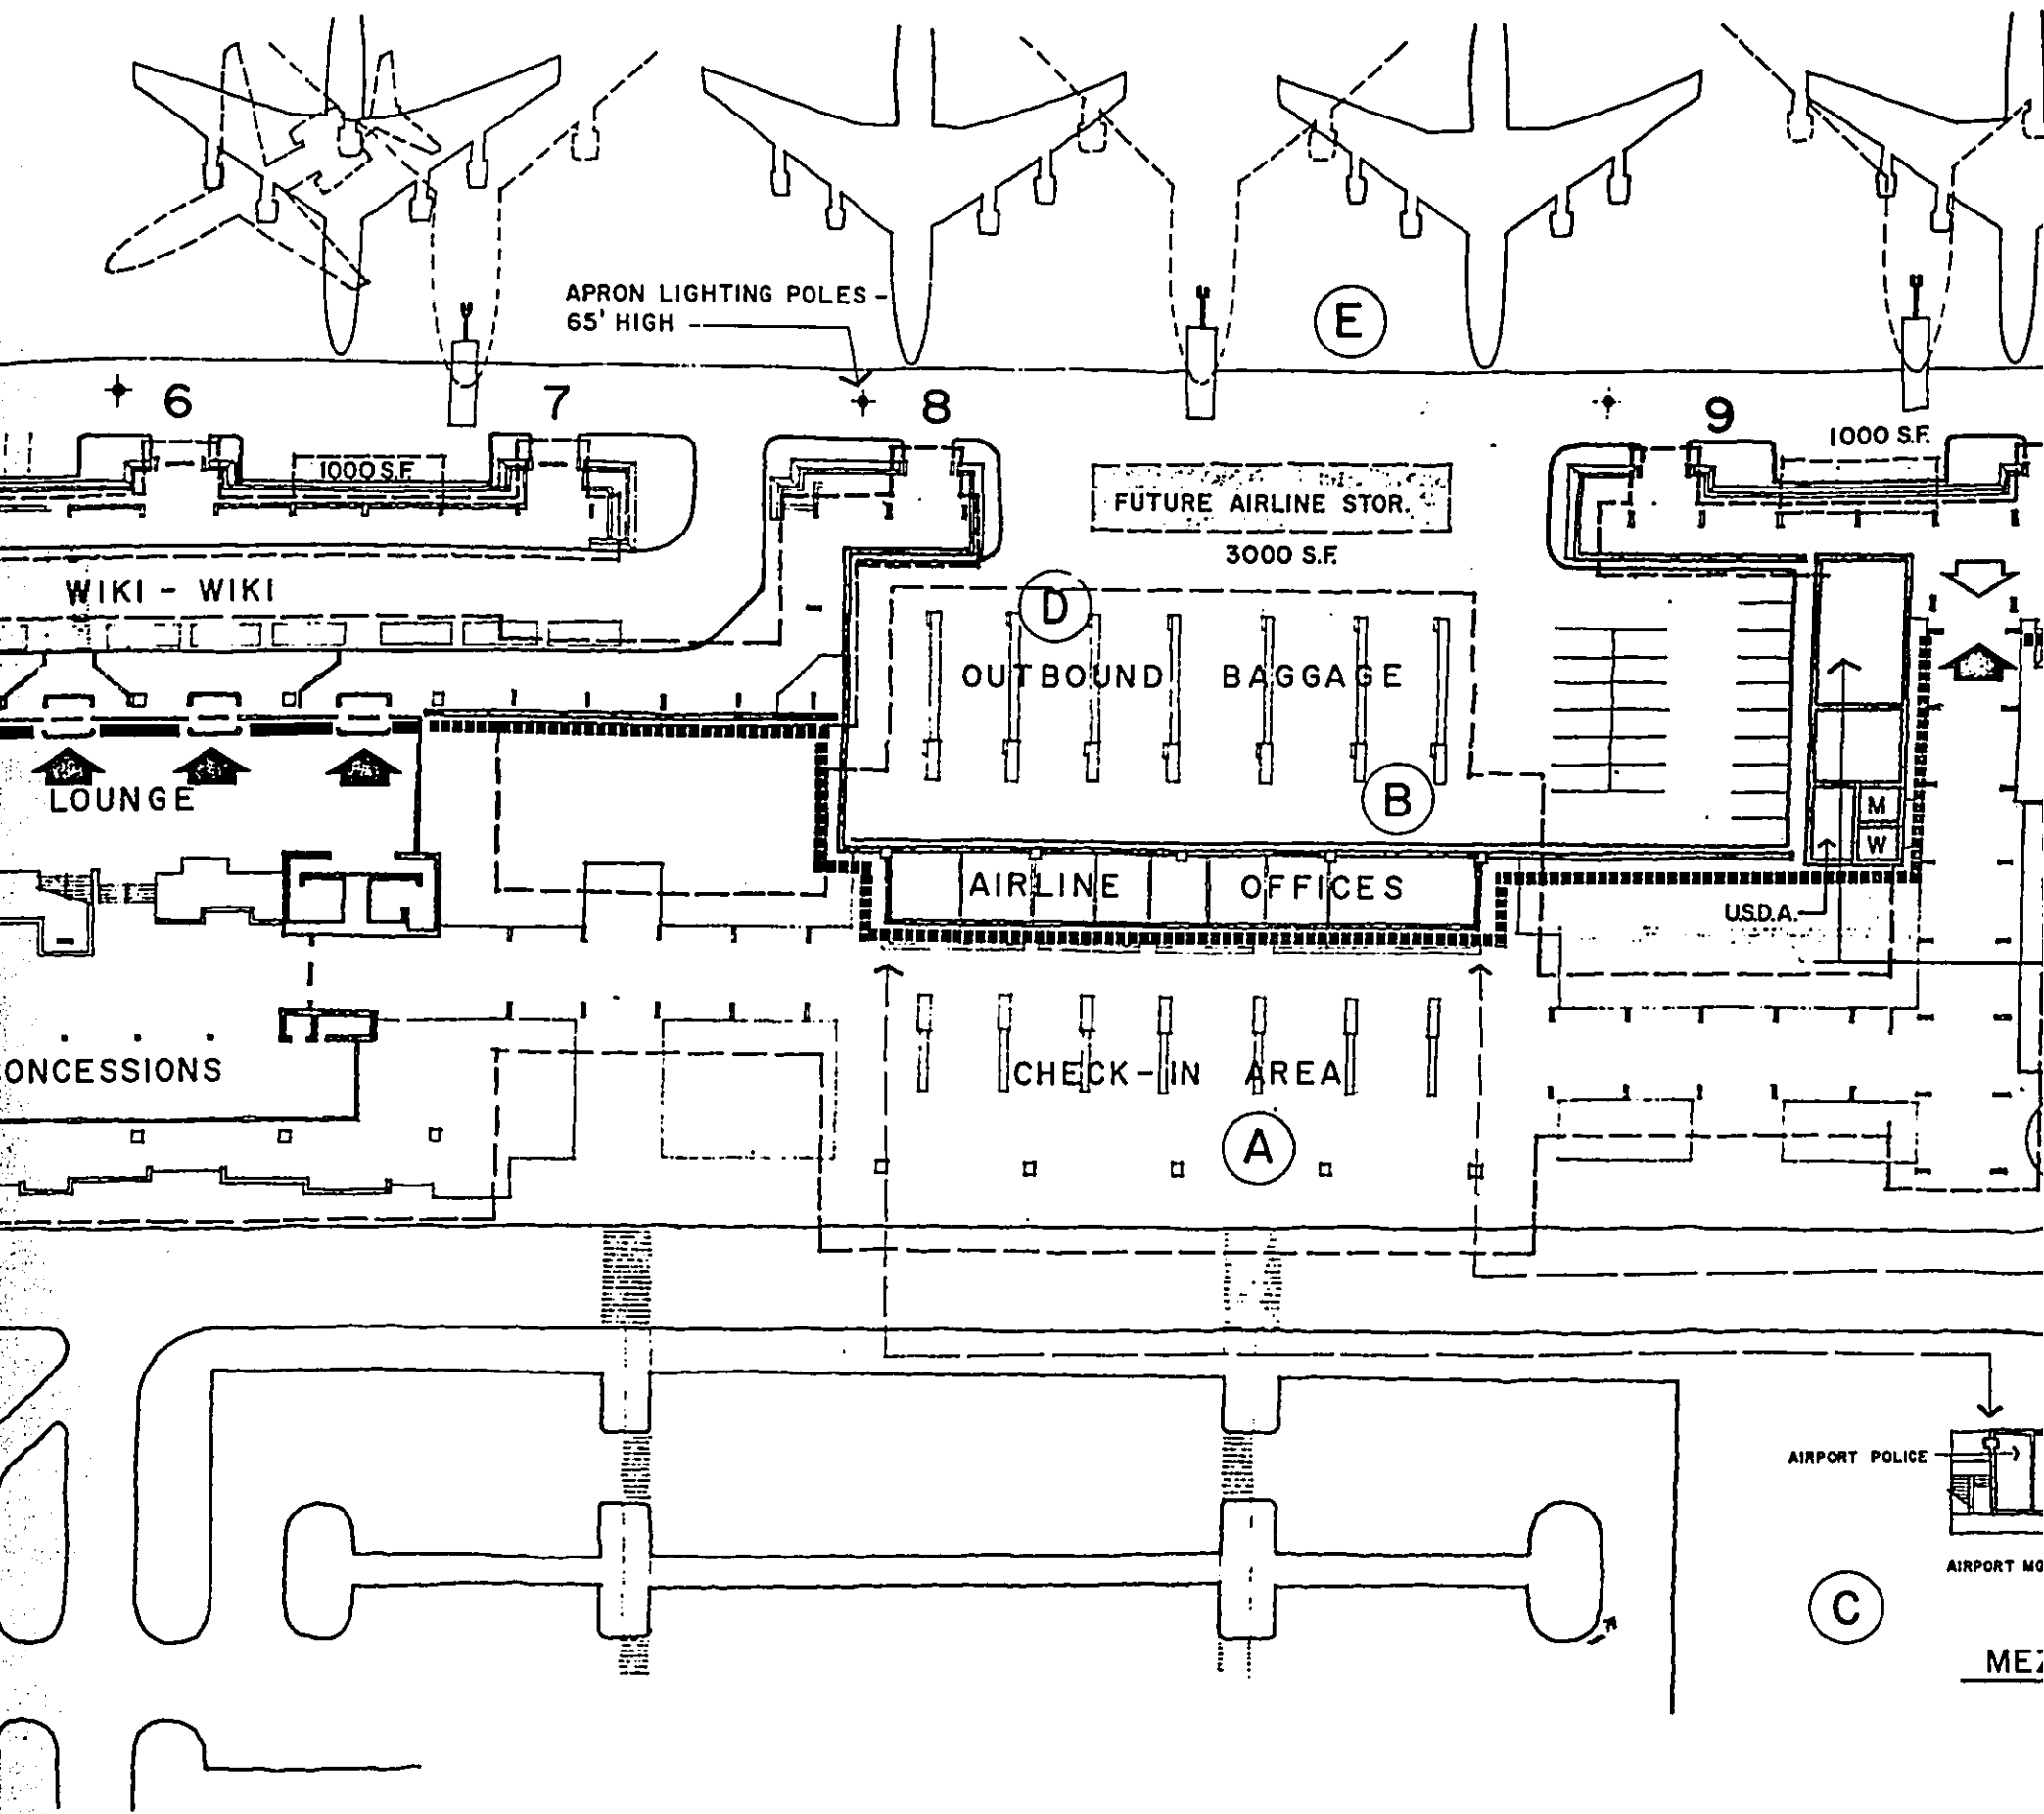 APRON LIGHTING POLES -
65' HIGH
E
6
7
8
9
1000 S.F.
1000 S.F.
FUTURE AIRLINE STOR.
3000 S.F.
WIKI - WIKI
D
OUTBOUND BAGGAGE
LOUNGE
B
M
W
AIRLINE OFFICES
U.S.D.A.
ONCESSIONS
CHECK-IN AREA
A
AIRPORT POLICE
AIRPORT
C